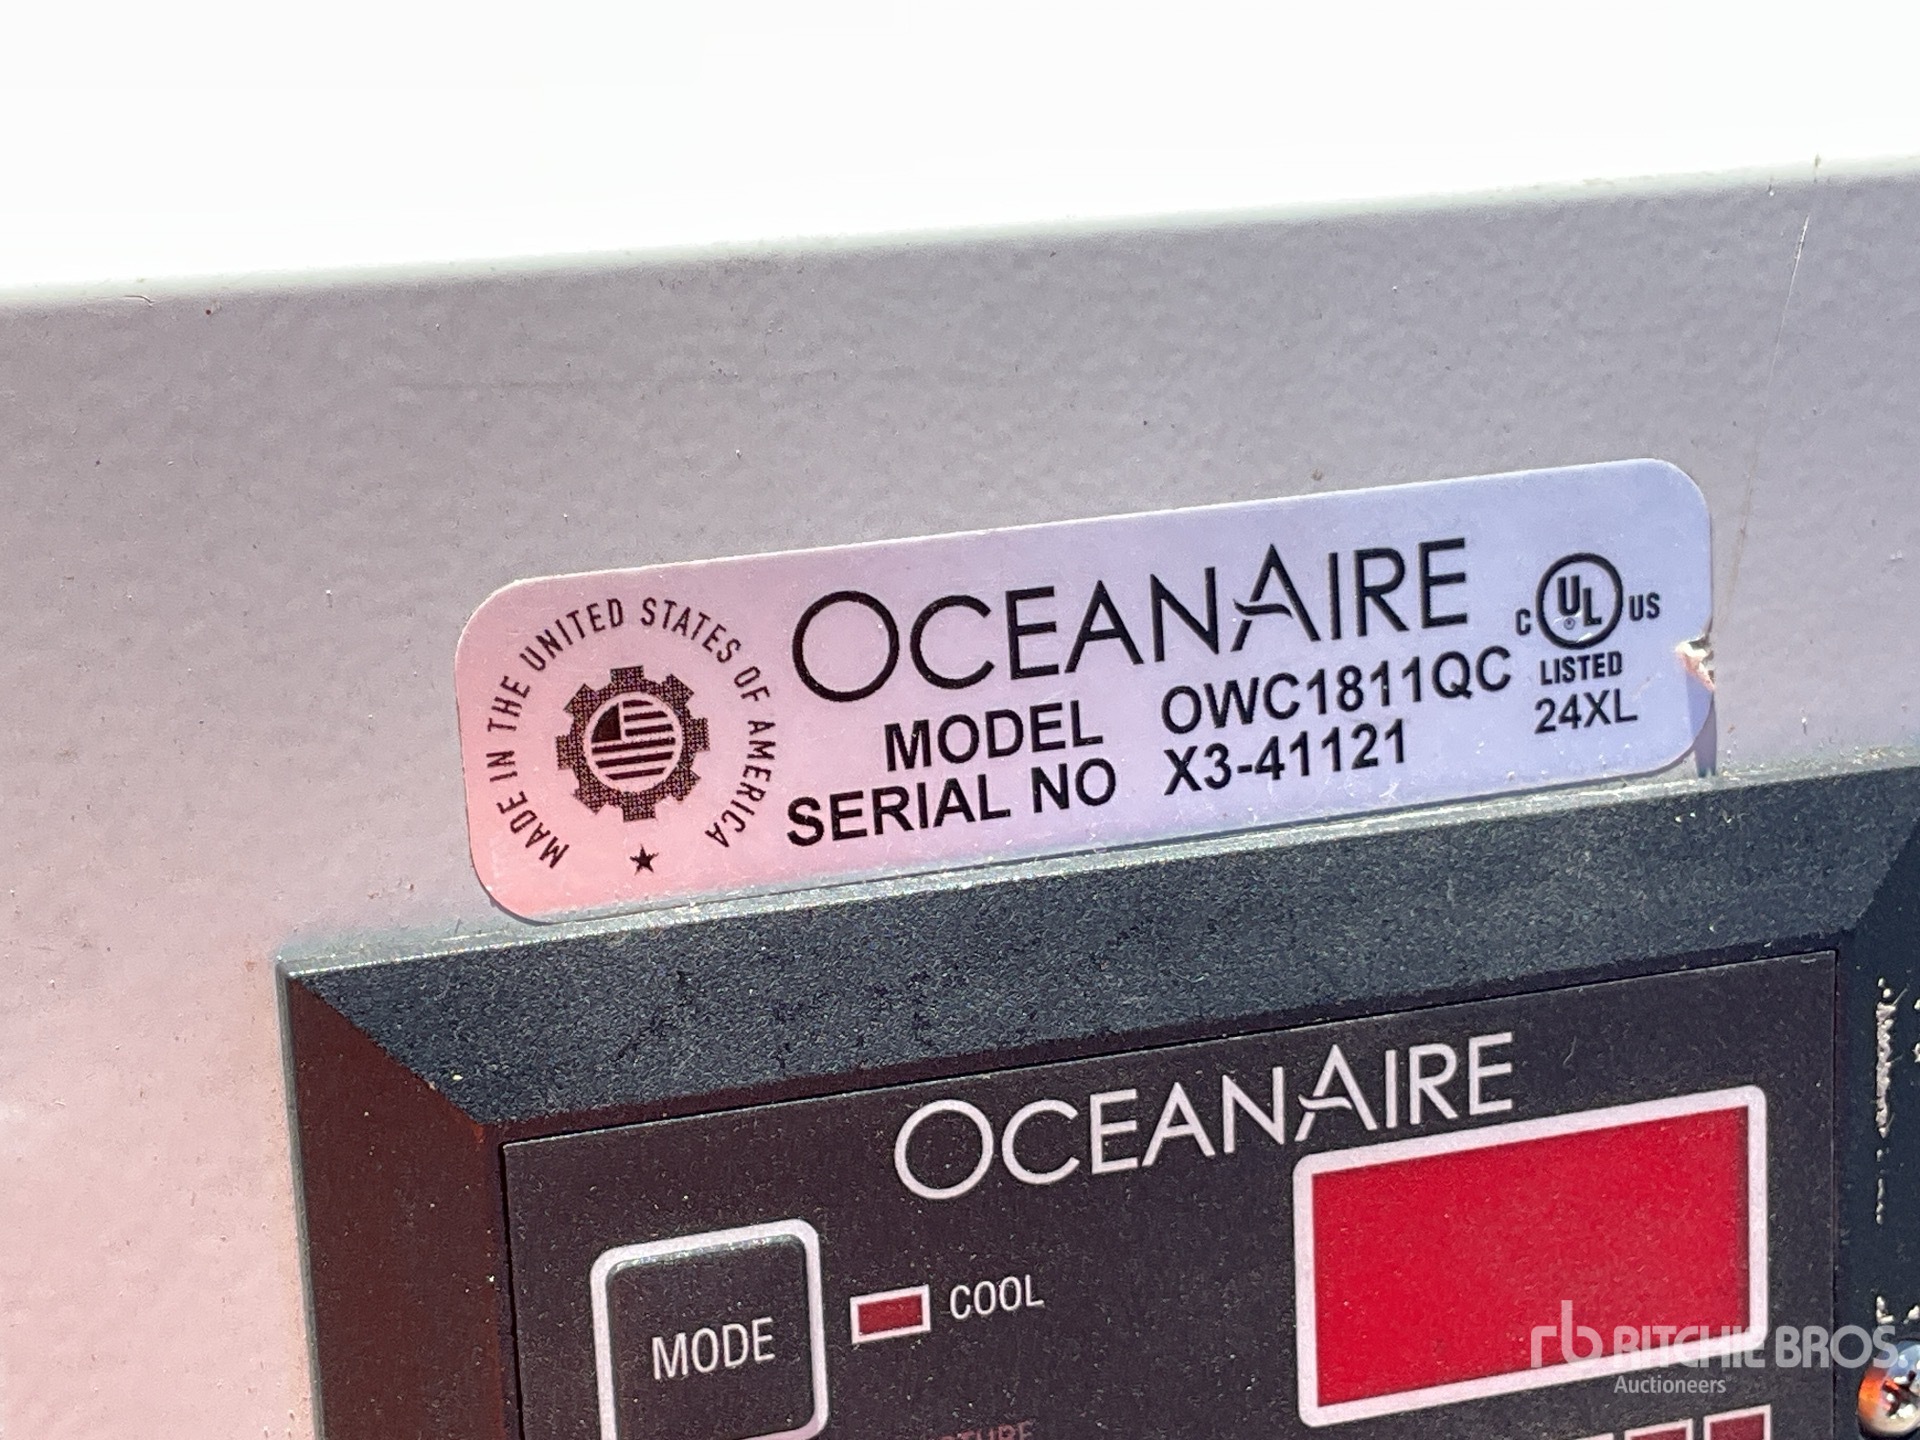 MADE IN THE UNITED STATES OF AMERICA
OCEANAIRE
MODEL OWC1811QC
SERIAL NO X3-41121
C UL US
®
LISTED
24XL
OCEANAIRE
MODE
COOL
rb RITCHIE BROS
Auctioneers